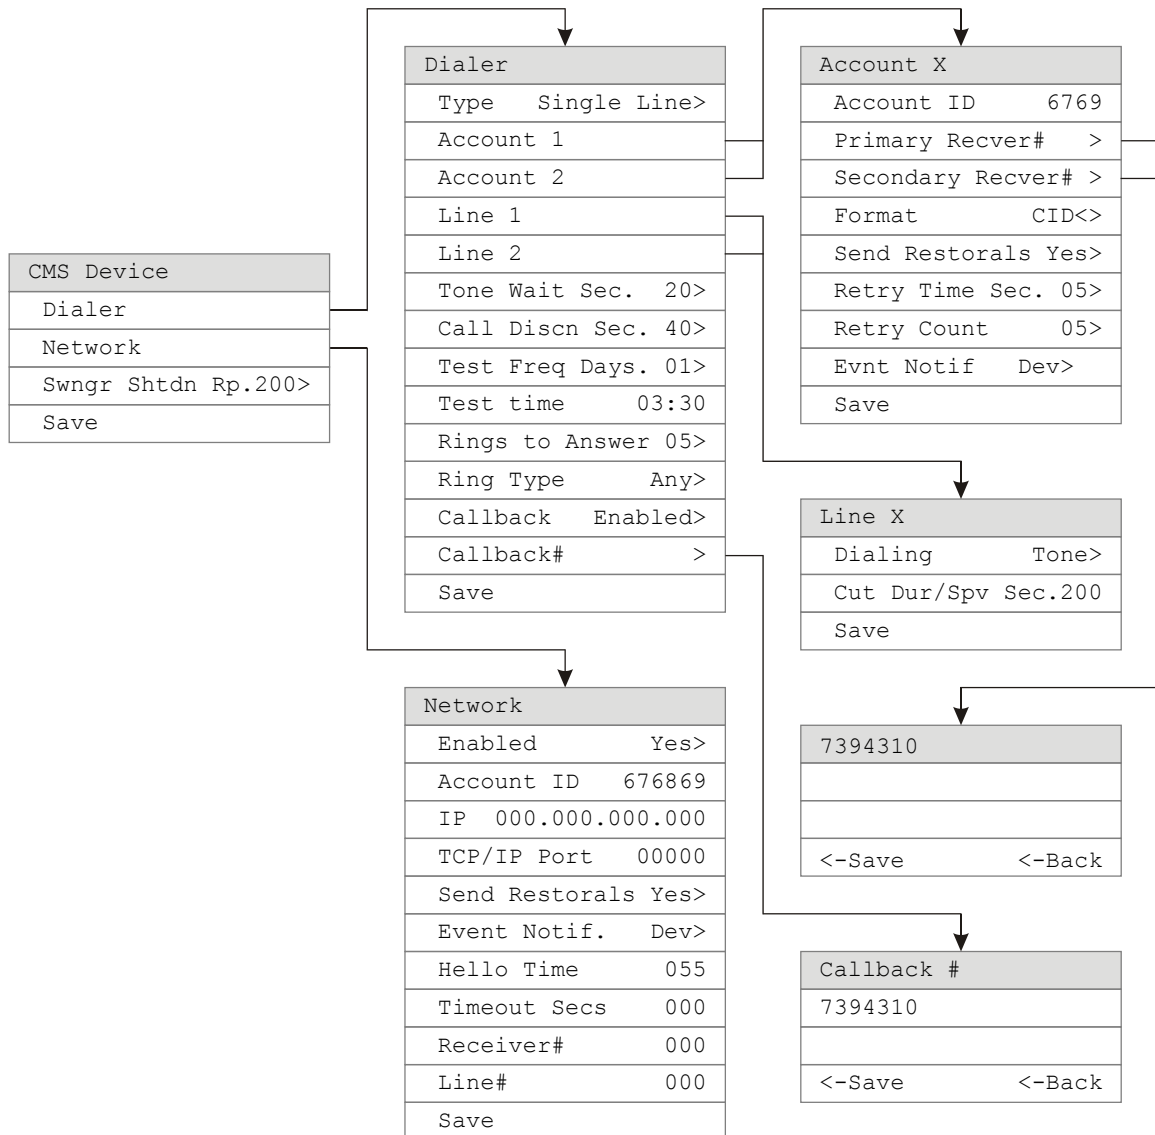 CMS Device
Dialer
Network
Swngr Shtdn Rp.200>
Save
Dialer
Type Single Line>
Account 1
Account 2
Line 1
Line 2
Tone Wait Sec. 20>
Call Discn Sec. 40>
Test Freq Days. 01>
Test time 03:30
Rings to Answer 05>
Ring Type Any>
Callback Enabled>
Callback# >
Save
Network
Enabled Yes>
Account ID 676869
IP 000.000.000.000
TCP/IP Port 00000
Send Restorals Yes>
Event Notif. Dev>
Hello Time 055
Timeout Secs 000
Receiver# 000
Line# 000
Save
Account X
Account ID 6769
Primary Recver# >
Secondary Recver# >
Format CID<>
Send Restorals Yes>
Retry Time Sec. 05>
Retry Count 05>
Evnt Notif Dev>
Save
Line X
Dialing Tone>
Cut Dur/Spv Sec.200
Save
7394310
<-Save <-Back
Callback #
7394310
<-Save <-Back